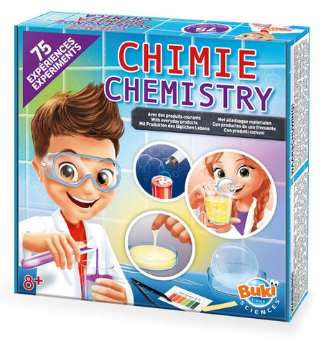 75
EXPÉRIENCES
EXPERIMENTS
CHIMIE
CHEMISTRY
Avec des produits courants
With everyday products
Mit Produkten des täglichen Lebens
Met alledaagse materialen
Con productos de uso frecuente
Con prodotti comuni
8+
Buki
france
SCIENCES